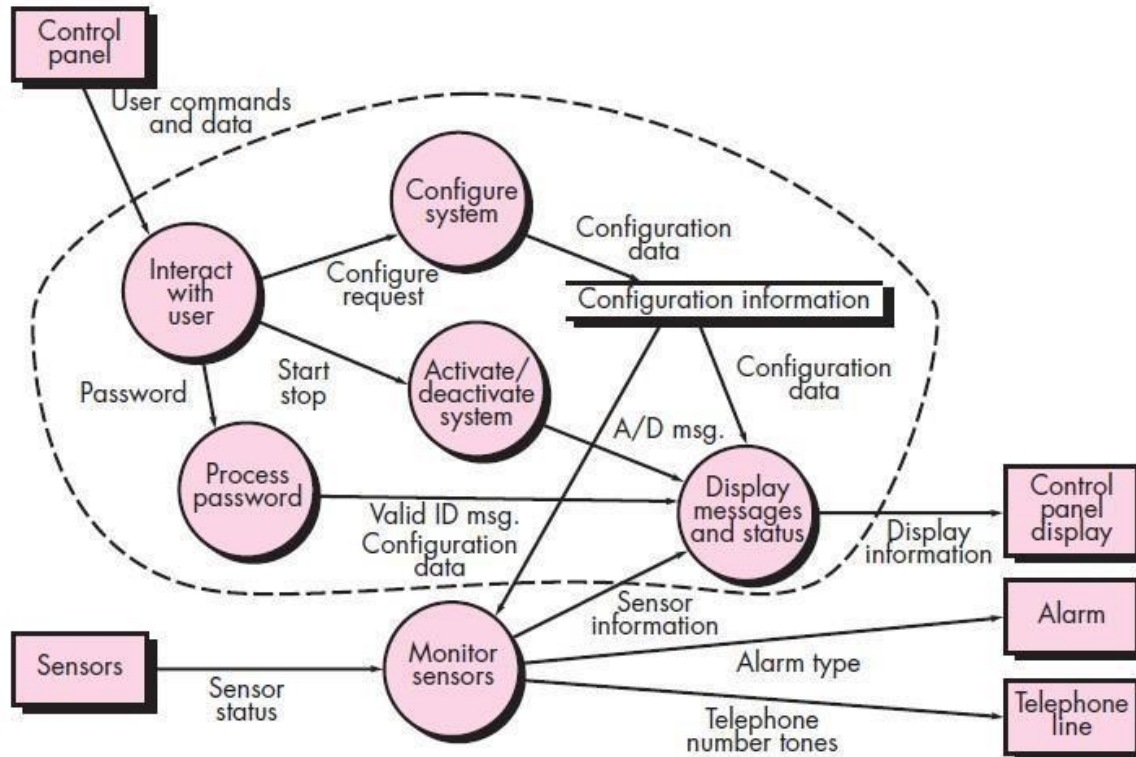 Control
panel
User commands
and data
Configure
system
Configuration
data
Interact
with
user
Configure
request
Configuration information
Password
Start
stop
Activate/
deactivate
system
Configuration
data
A/D msg.
Process
password
Valid ID msg.
Configuration
data
Display
messages
and status
Display
information
Control
panel
display
Sensors
Sensor
status
Monitor
sensors
Sensor
information
Alarm type
Alarm
Telephone
number tones
Telephone
line